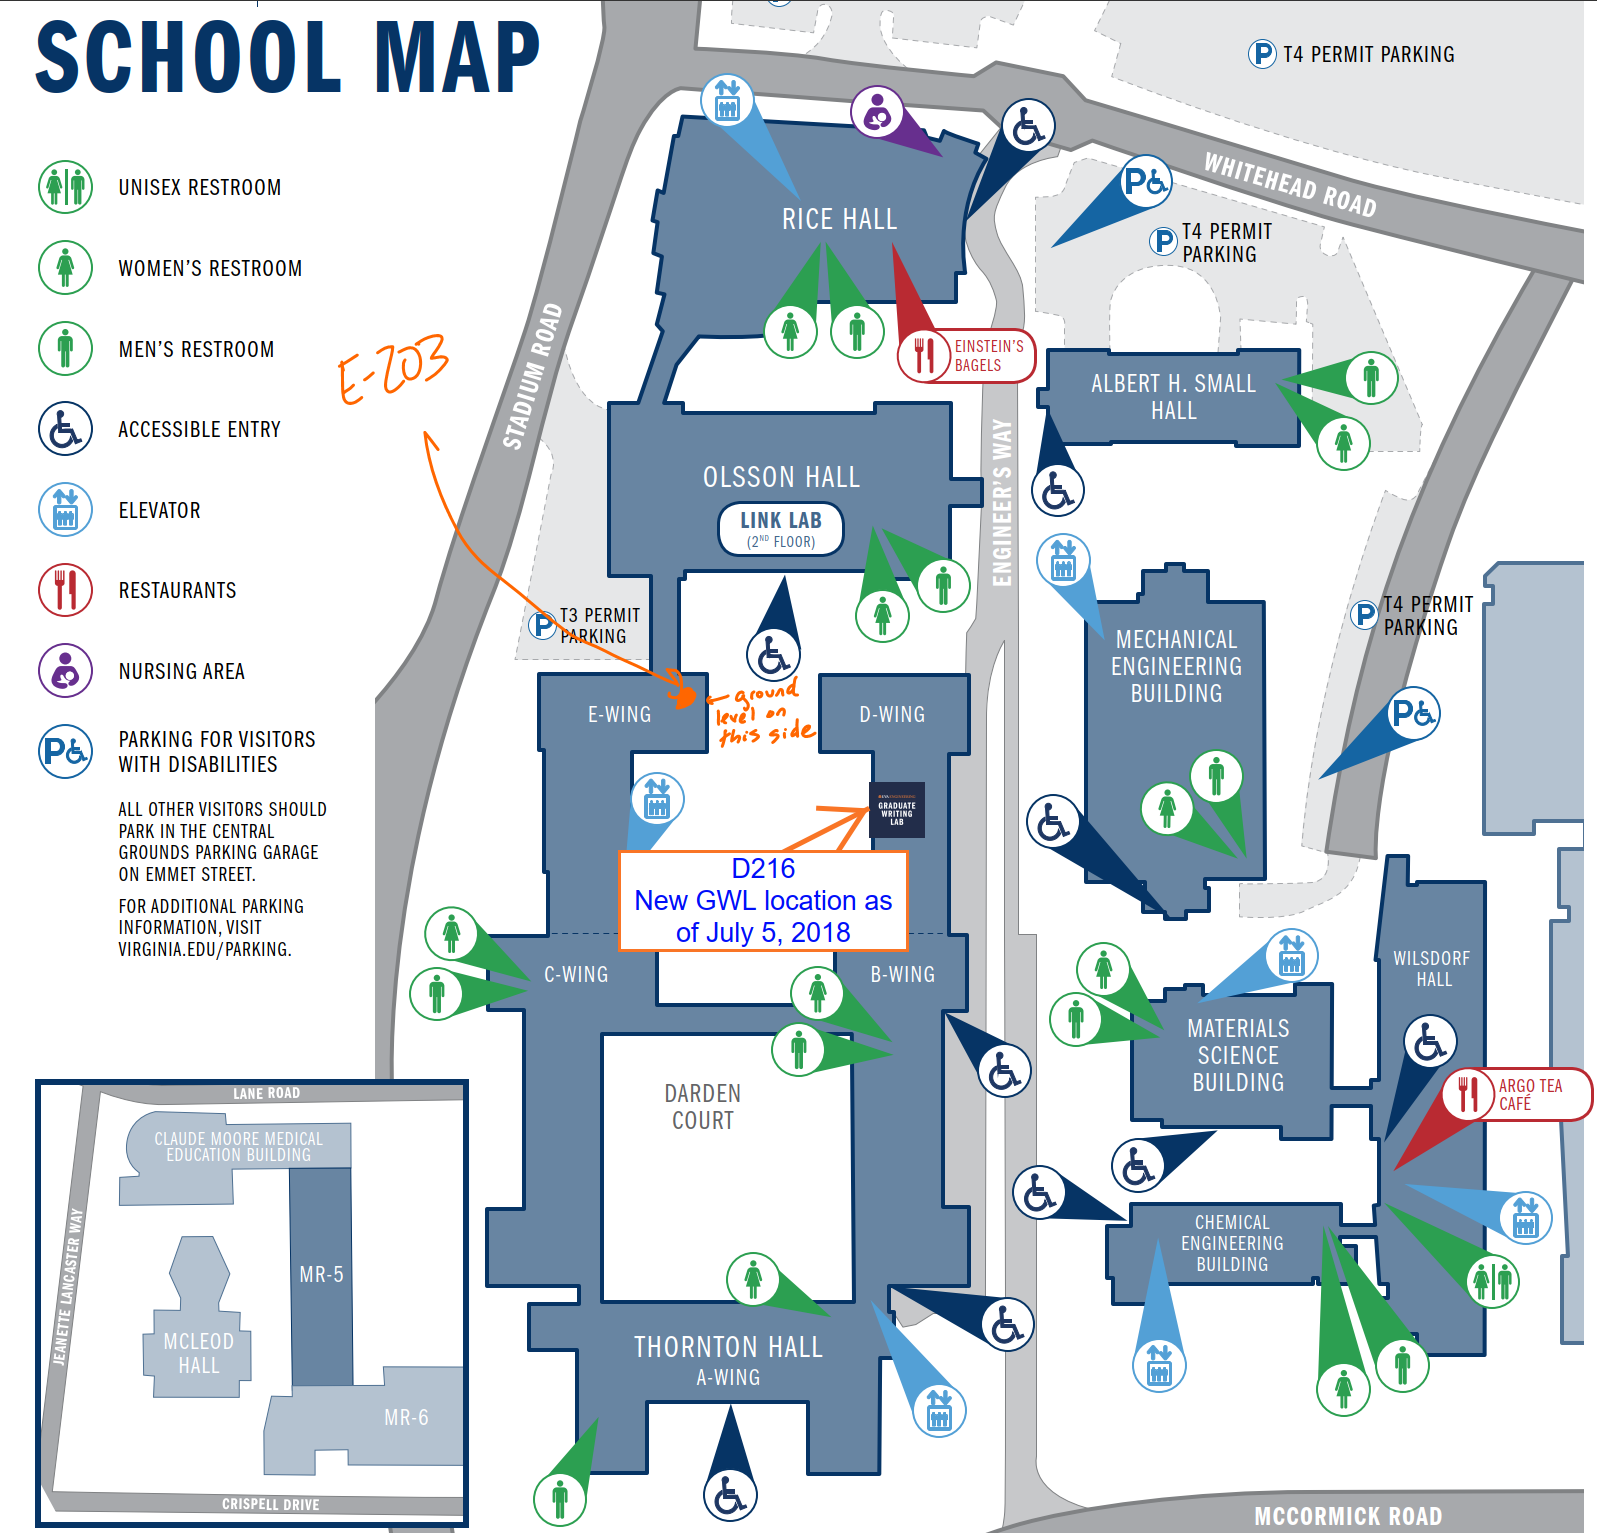 SCHOOL MAP
UNISEX RESTROOM
WOMEN'S RESTROOM
MEN'S RESTROOM
ACCESSIBLE ENTRY
ELEVATOR
RESTAURANTS
NURSING AREA
P
PARKING FOR VISITORS
WITH DISABILITIES
ALL OTHER VISITORS SHOULD
PARK IN THE CENTRAL
GROUNDS PARKING GARAGE
ON EMMET STREET.
FOR ADDITIONAL PARKING
INFORMATION, VISIT
VIRGINIA.EDU/PARKING.
E-203
STADIUM ROAD
P
T4 PERMIT PARKING
WHITEHEAD ROAD
P
P
T4 PERMIT
PARKING
RICE HALL
EINSTEIN'S
BAGELS
ALBERT H. SMALL
HALL
OLSSON HALL
LINK LAB
(2ND FLOOR)
ENGINEER'S WAY
P
T3 PERMIT
PARKING
P
T4 PERMIT
PARKING
MECHANICAL
ENGINEERING
BUILDING
P
E-WING
ground
level on
this side
D-WING
GRADUATE
WRITING
LAB
D216
New GWL location as
of July 5, 2018
C-WING
B-WING
WILSDORF
HALL
MATERIALS
SCIENCE
BUILDING
DARDEN
COURT
ARGO TEA
CAFÉ
CHEMICAL
ENGINEERING
BUILDING
THORNTON HALL
A-WING
LANE ROAD
CLAUDE MOORE MEDICAL
EDUCATION BUILDING
JEANETTE LANCASTER WAY
MR-5
MCLEOD
HALL
MR-6
CRISPELL DRIVE
MCCORMICK ROAD